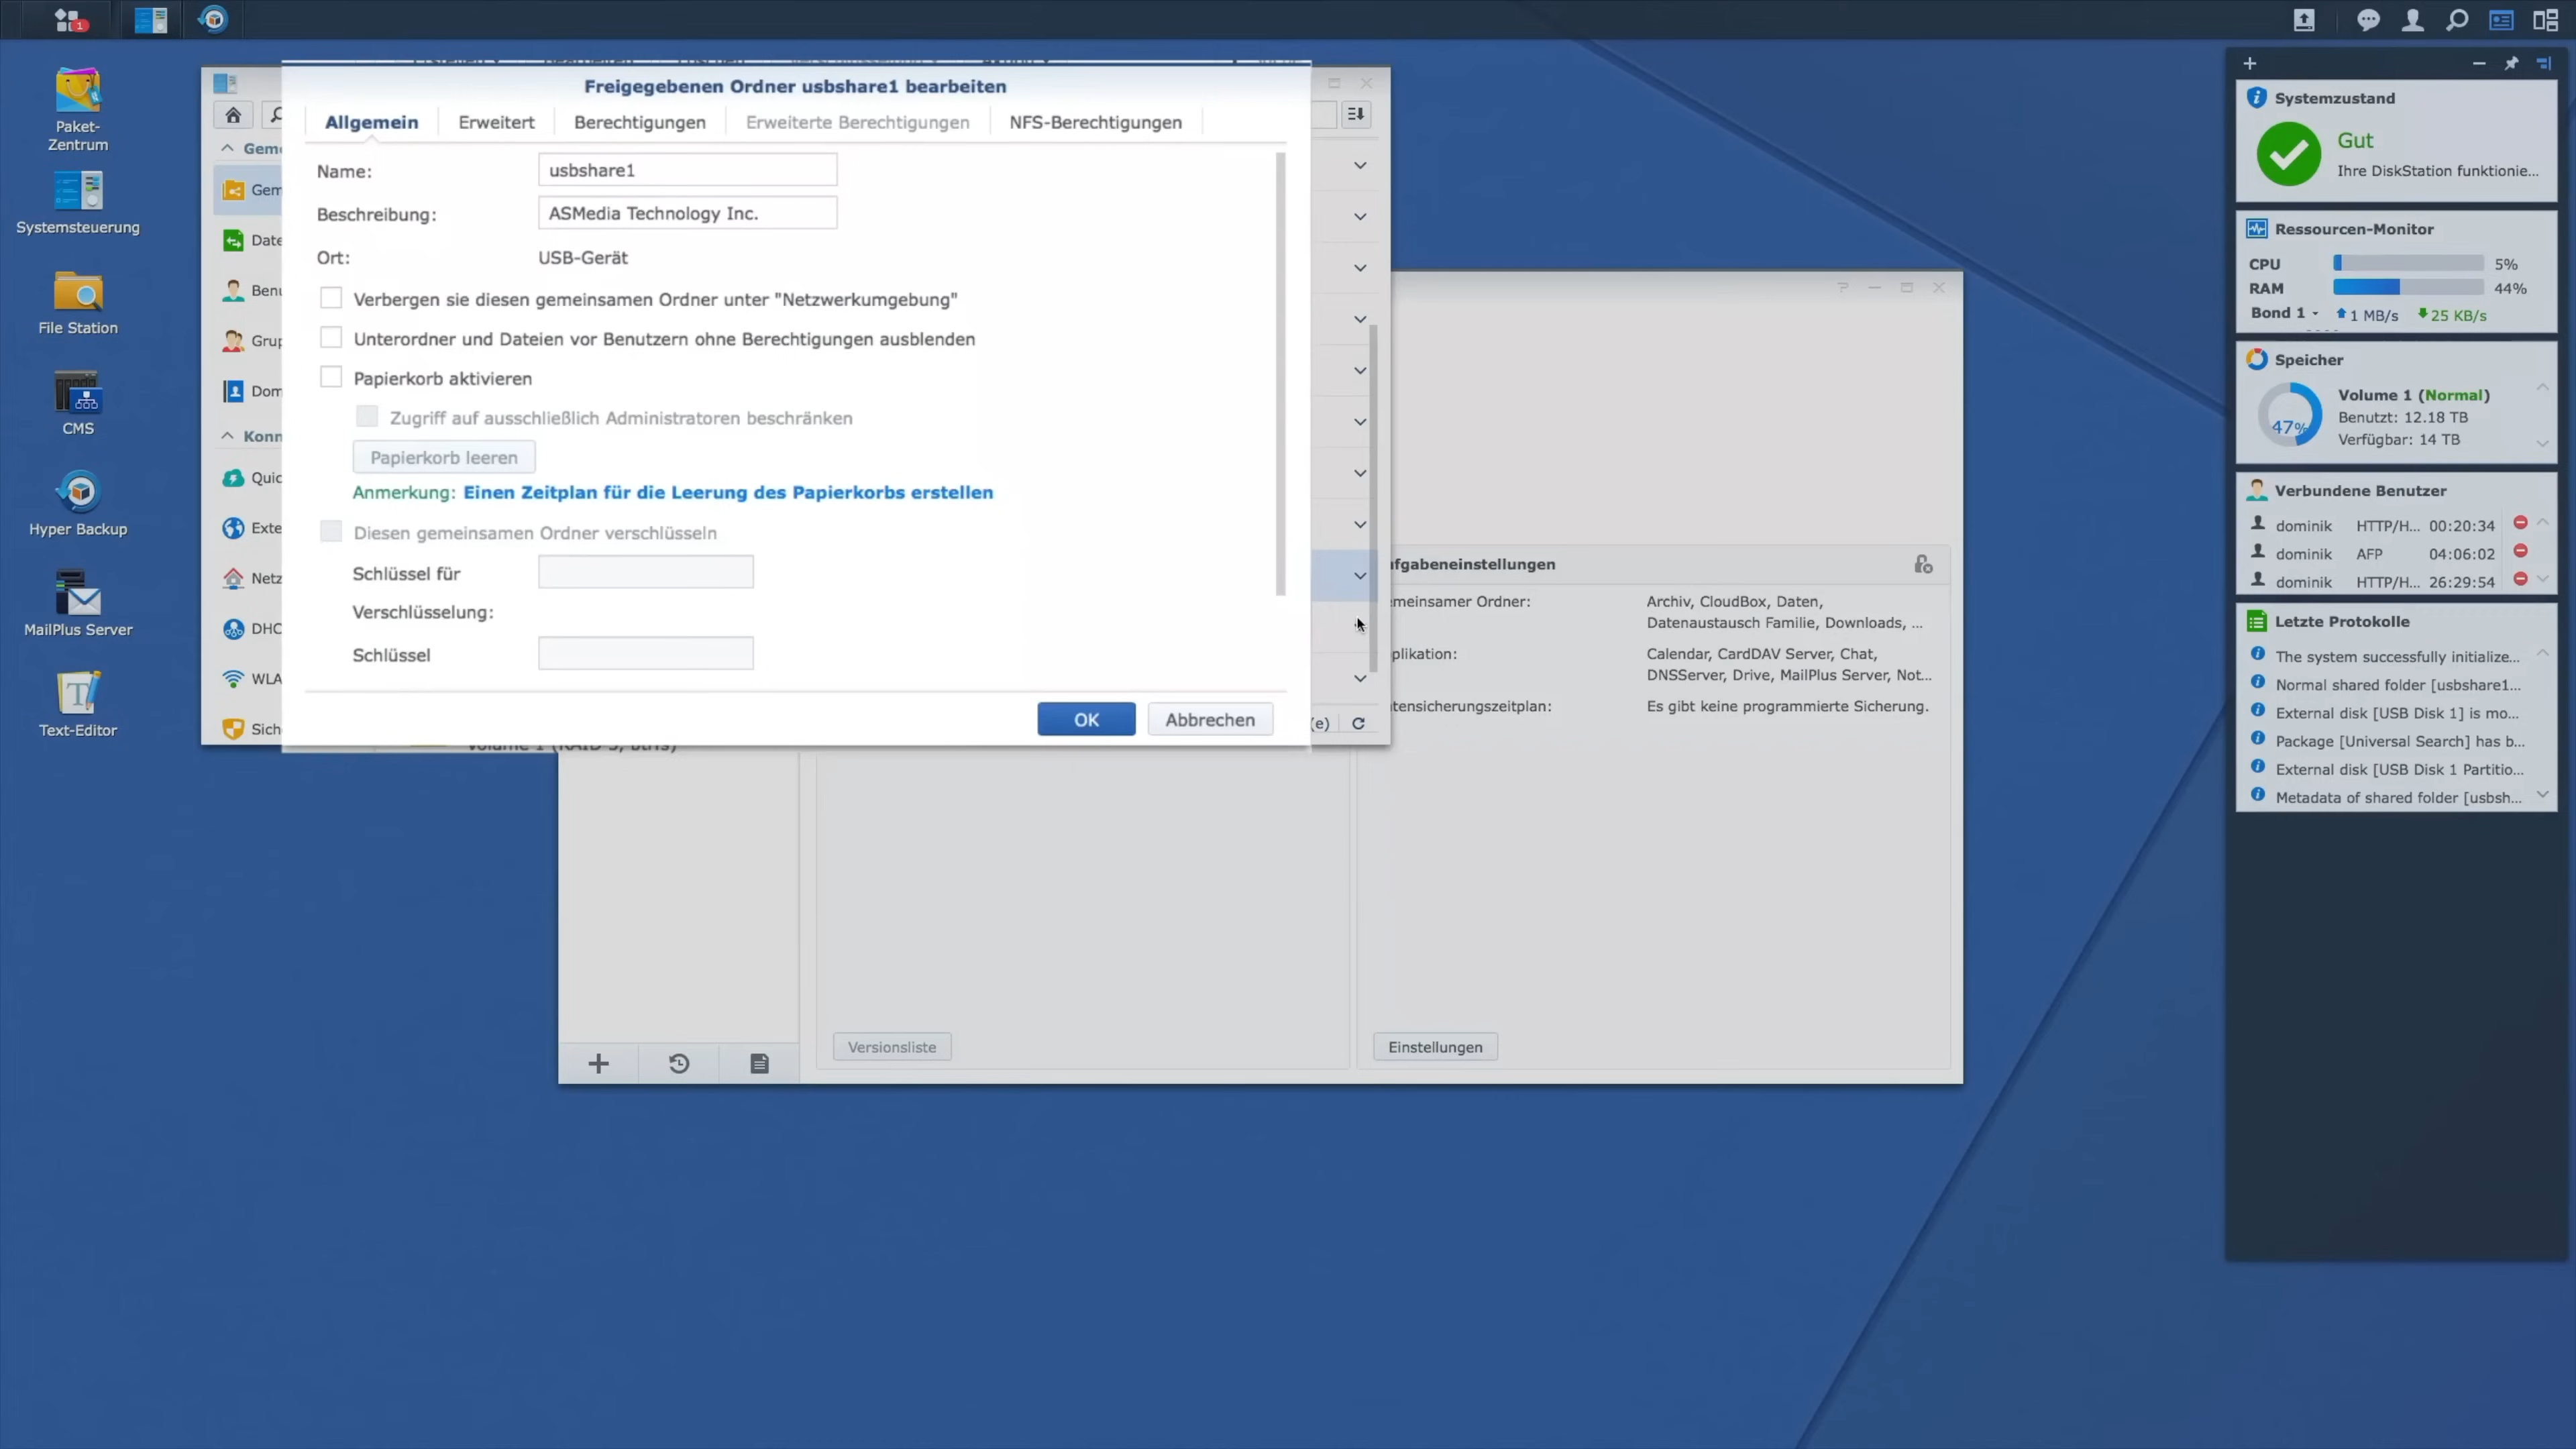 1
Paket-
Zentrum
Systemsteuerung
File Station
CMS
Hyper Backup
MailPlus Server
Text-Editor
Freigegebenen Ordner usbshare1 bearbeiten
Allgemein Erweitert Berechtigungen Erweiterte Berechtigungen NFS-Berechtigungen
Name: usbshare1
Beschreibung: ASMedia Technology Inc.
Ort: USB-Gerät
Verbergen sie diesen gemeinsamen Ordner unter "Netzwerkumgebung"
Unterordner und Dateien vor Benutzern ohne Berechtigungen ausblenden
Papierkorb aktivieren
Zugriff auf ausschließlich Administratoren beschränken
Papierkorb leeren
Anmerkung: Einen Zeitplan für die Leerung des Papierkorbs erstellen
Diesen gemeinsamen Ordner verschlüsseln
Schlüssel für
Verschlüsselung:
Schlüssel
OK Abbrechen
Geme
Gem
Date
Benu
Grup
Dom
Konn
Quic
Exte
Netz
DHC
WLA
Sich
(e)
Volume 1 (RAID 5, btrfs)
fgabeneinstellungen
emeinsamer Ordner: Archiv, CloudBox, Daten,
Datenaustausch Familie, Downloads, ...
plikation: Calendar, CardDAV Server, Chat,
DNSServer, Drive, MailPlus Server, Not...
tensicherungszeitplan: Es gibt keine programmierte Sicherung.
Versionsliste
Einstellungen
Systemzustand
Gut
Ihre DiskStation funktionie...
Ressourcen-Monitor
CPU 5%
RAM 44%
Bond 1 1 MB/s 25 KB/s
Speicher
47%
Volume 1 (Normal)
Benutzt: 12.18 TB
Verfügbar: 14 TB
Verbundene Benutzer
dominik HTTP/H... 00:20:34
dominik AFP 04:06:02
dominik HTTP/H... 26:29:54
Letzte Protokolle
The system successfully initialize...
Normal shared folder [usbshare1...
External disk [USB Disk 1] is mo...
Package [Universal Search] has b...
External disk [USB Disk 1 Partitio...
Metadata of shared folder [usbsh...